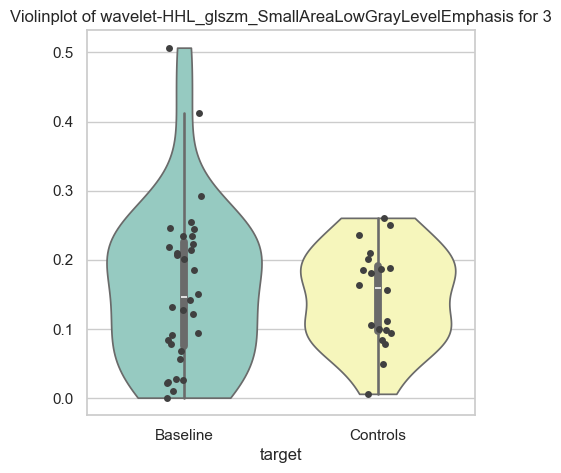 Violinplot of wavelet-HHL_glszm_SmallAreaLowGrayLevelEmphasis for 3
0.5
0.4
0.3
0.2
0.1
0.0
Baseline Controls
target